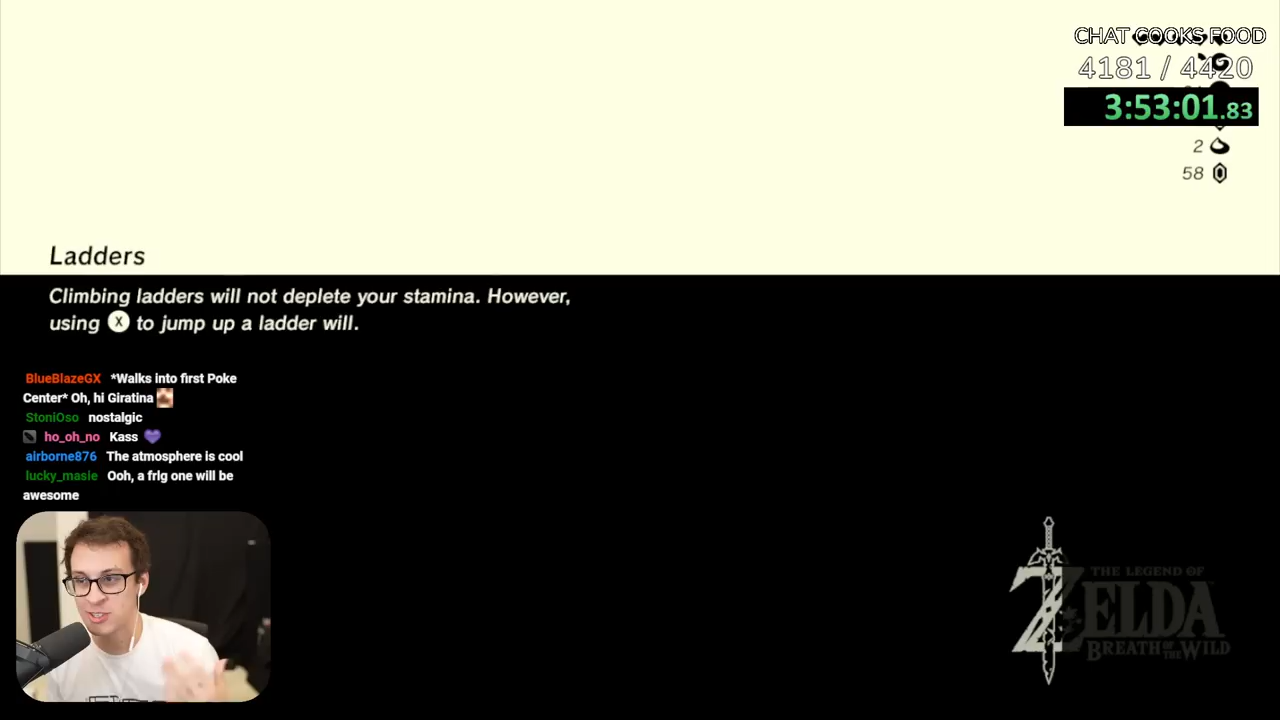 CHAT COOKS FOOD
4181 / 4420
3:53:01.83
2
58
Ladders
Climbing ladders will not deplete your stamina. However,
using X to jump up a ladder will.
BlueBlazeGX *Walks into first Poke
Center* Oh, hi Giratina
StoniOso nostalgic
ho_oh_no Kass
airborne876 The atmosphere is cool
lucky_masie Ooh, a frlg one will be
awesome
THE LEGEND OF
ZELDA
BREATH OF THE WILD